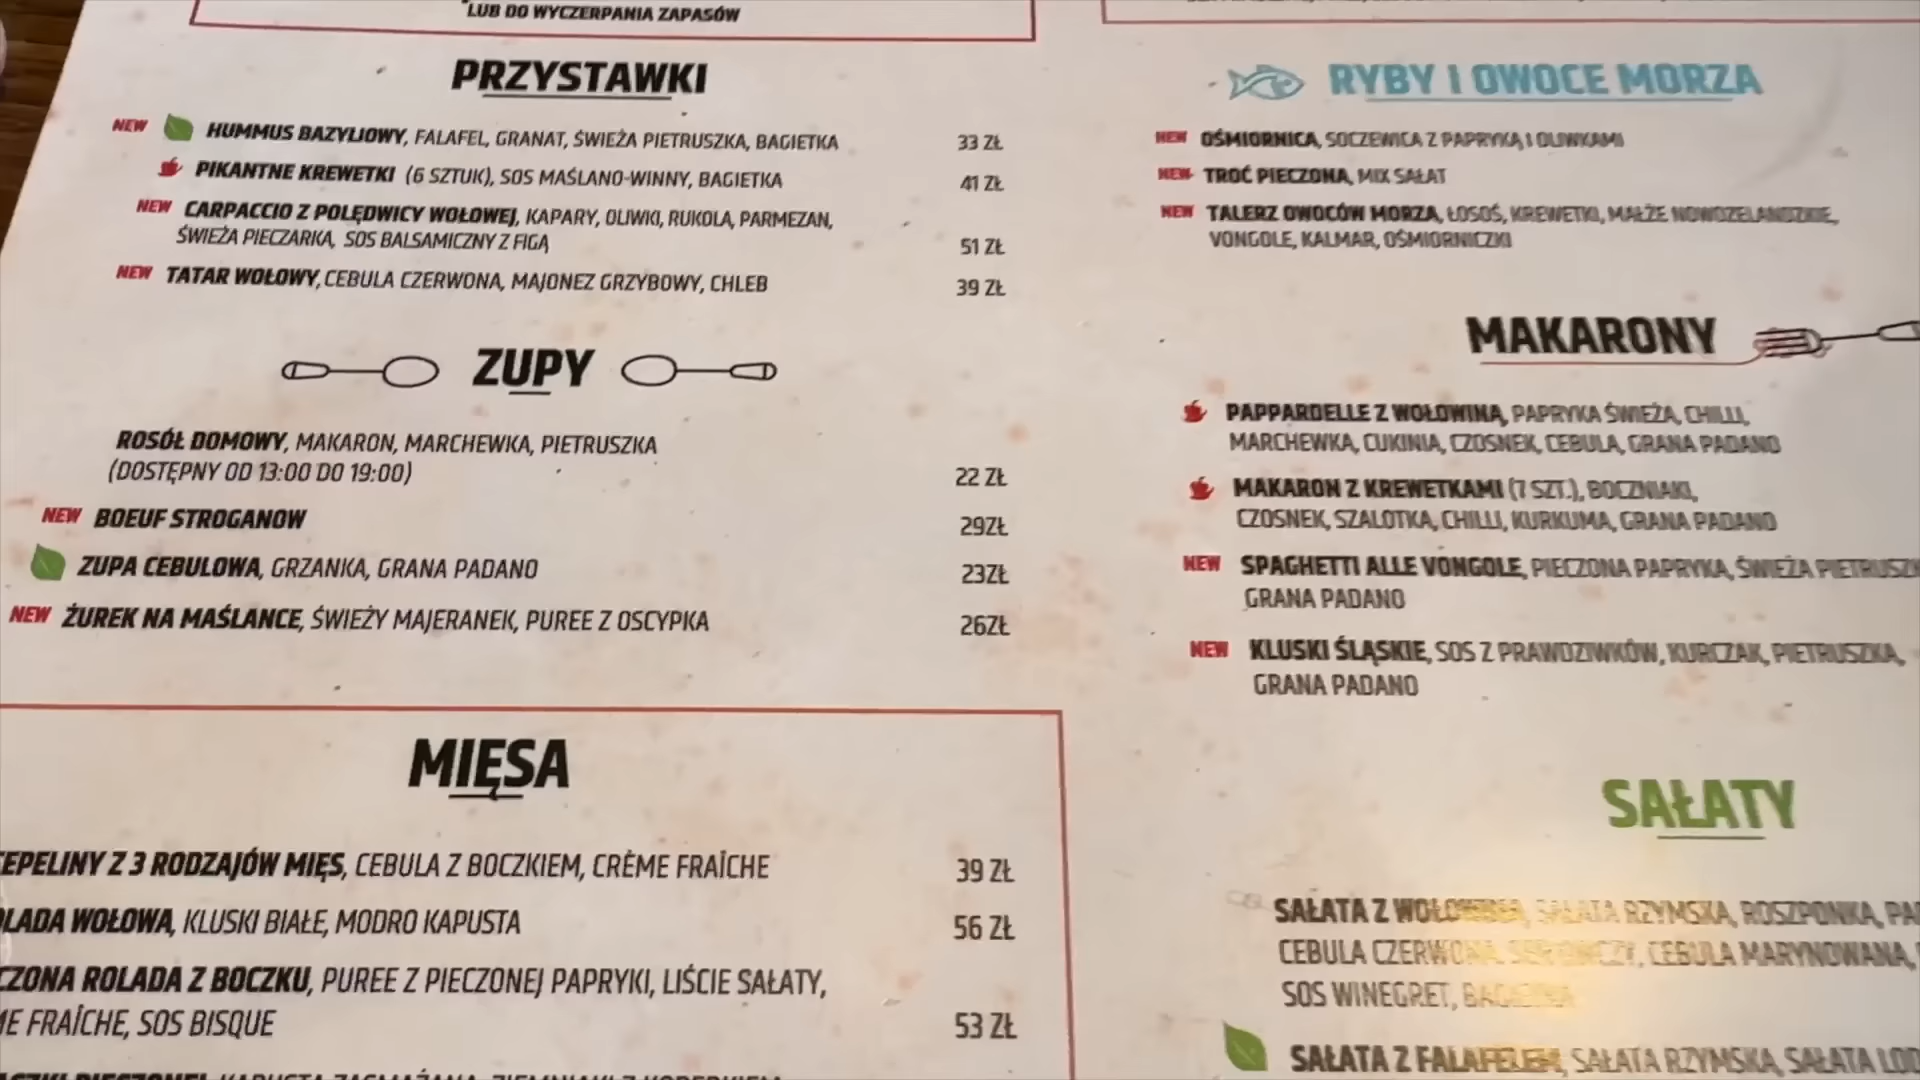 LUB DO WYCZERPANIA ZAPASÓW
PRZYSTAWKI
NEW HUMMUS BAZYLIOWY, FALAFEL, GRANAT, ŚWIEŻA PIETRUSZKA, BAGIETKA 33 ZŁ
PIKANTNE KREWETKI (6 SZTUK), SOS MAŚLANO-WINNY, BAGIETKA 41 ZŁ
NEW CARPACCIO Z POLĘDWICY WOŁOWEJ, KAPARY, OLIWKI, RUKOLA, PARMEZAN,
ŚWIEŻA PIECZARKA, SOS BALSAMICZNY Z FIGĄ 51 ZŁ
NEW TATAR WOŁOWY, CEBULA CZERWONA, MAJONEZ GRZYBOWY, CHLEB 39 ZŁ
ZUPY
ROSÓŁ DOMOWY, MAKARON, MARCHEWKA, PIETRUSZKA
(DOSTĘPNY OD 13:00 DO 19:00) 22 ZŁ
NEW BOEUF STROGANOW 29ZŁ
ZUPA CEBULOWA, GRZANKA, GRANA PADANO 23ZŁ
NEW ŻUREK NA MAŚLANCE, ŚWIEŻY MAJERANEK, PUREE Z OSCYPKA 26ZŁ
MIĘSA
EPELINY Z 3 RODZAJÓW MIĘS, CEBULA Z BOCZKIEM, CRÈME FRAÎCHE 39 ZŁ
LADA WOŁOWA, KLUSKI BIAŁE, MODRO KAPUSTA 56 ZŁ
CZONA ROLADA Z BOCZKU, PUREE Z PIECZONEJ PAPRYKI, LIŚCIE SAŁATY,
ME FRAÎCHE, SOS BISQUE 53 ZŁ
RYBY I OWOCE MORZA
NEW OŚMIORNICA, SOCZEWICA Z PAPRYKĄ I OLIWKAMI
NEW TROĆ PIECZONA, MIX SAŁAT
NEW TALERZ OWOCÓW MORZA, ŁOSOŚ, KREWETKI, MAŁŻE NOWOZELANDZKIE,
VONGOLE, KALMAR, OŚMIORNICZKI
MAKARONY
PAPPARDELLE Z WOŁOWINĄ, PAPRYKA ŚWIEŻA, CHILLI,
MARCHEWKA, CUKINIA, CZOSNEK, CEBULA, GRANA PADANO
MAKARON Z KREWETKAMI (7 SZT.), BOCZNIAKI,
CZOSNEK, SZALOTKA, CHILLI, KURKUMA, GRANA PADANO
NEW SPAGHETTI ALLE VONGOLE, PIECZONA PAPRYKA, ŚWIEŻA PIETRUSZK
GRANA PADANO
NEW KLUSKI ŚLĄSKIE, SOS Z PRAWDZIWKÓW, KURCZAK, PIETRUSZKA,
GRANA PADANO
SAŁATY
SAŁATA Z WOŁOWINĄ, SAŁATA RZYMSKA, ROSZPONKA,
CEBULA CZERWONA, SER OWCZY, CEBULA MARYNOWANA,
SOS WINEGRET, BAGIETKA
SAŁATA Z FALAFELEM, SAŁATA RZYMSKA, SAŁATA